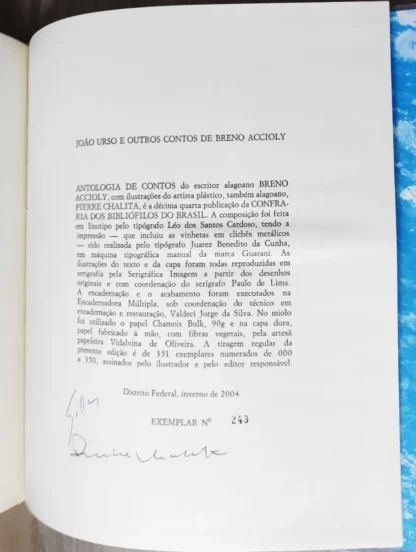 JOÃO URSO E OUTROS CONTOS DE BRENO ACCIOLY
ANTOLOGIA DE CONTOS do escritor alagoano BRENO
ACCIOLY, com ilustrações do artista plástico, também alagoano,
PIERRE CHALITA, é a décima quarta publicação da CONFRA-
RIA DOS BIBLIÓFILOS DO BRASIL. A composição foi feita
em linotipo pelo tipógrafo Léo dos Santos Cardoso, tendo a
impressão — que incluiu as vinhetas em clichês metálicos
— sido realizada pelo tipógrafo Juarez Benedito da Cunha,
em máquina tipográfica manual da marca Guarani. As
ilustrações do texto e da capa foram todas reproduzidas em
serigrafia pela Serigráfica Imagem a partir dos desenhos
originais e com coordenação do serígrafo Paulo de Lima.
A encadernação e o acabamento foram executados na
Encadernadora Múltipla, sob coordenação do técnico em
encadernação e restauração, Valdeci Jorge da Silva. No miolo
foi utilizado o papel Chamois Bulk, 90g e na capa dura,
papel fabricado à mão, com fibras vegetais, pela artesã
papeleira Vidalvina de Oliveira. A tiragem regular da
presente edição é de 351 exemplares numerados de 000
a 350, assinados pelo ilustrador e pelo editor responsável.
Distrito Federal, inverno de 2004
EXEMPLAR Nº 243